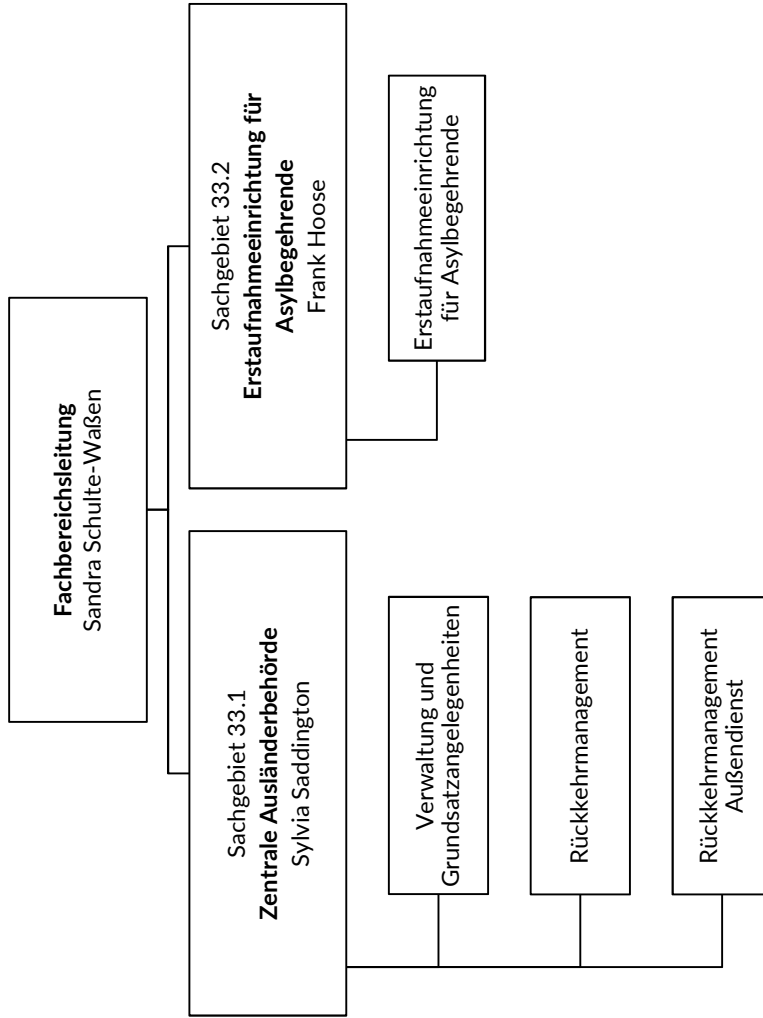 Fachbereichsleitung
Sandra Schulte-Waßen
Sachgebiet 33.1
Zentrale Ausländerbehörde
Sylvia Saddington
Verwaltung und
Grundsatzangelegenheiten
Rückkehrmanagement
Rückkehrmanagement
Außendienst
Sachgebiet 33.2
Erstaufnahmeeinrichtung für
Asylbegehrende
Frank Hoose
Erstaufnahmeeinrichtung
für Asylbegehrende